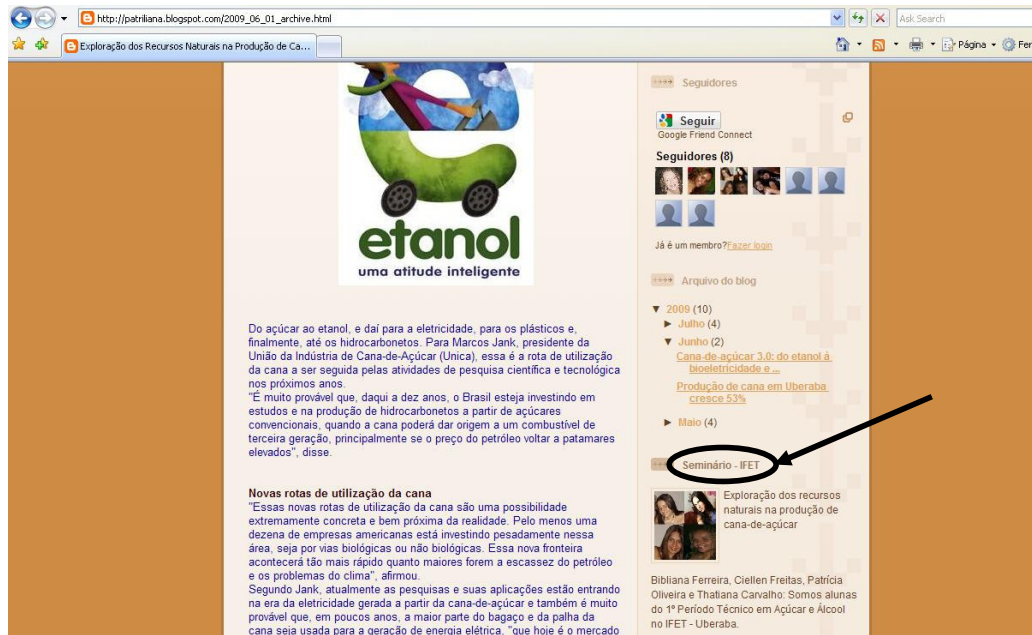 http://patriliana.blogspot.com/2009_06_01_archive.html
Ask Search
Exploração dos Recursos Naturais na Produção de Ca...
Página
Fer
etanol
uma atitude inteligente
Do açúcar ao etanol, e daí para a eletricidade, para os plásticos e,
finalmente, até os hidrocarbonetos. Para Marcos Jank, presidente da
União da Indústria de Cana-de-Açúcar (Unica), essa é a rota de utilização
da cana a ser seguida pelas atividades de pesquisa científica e tecnológica
nos próximos anos.
"É muito provável que, daqui a dez anos, o Brasil esteja investindo em
estudos e na produção de hidrocarbonetos a partir de açúcares
convencionais, quando a cana poderá dar origem a um combustível de
terceira geração, principalmente se o preço do petróleo voltar a patamares
elevados", disse.
Novas rotas de utilização da cana
"Essas novas rotas de utilização da cana são uma possibilidade
extremamente concreta e bem próxima da realidade. Pelo menos uma
dezena de empresas americanas está investindo pesadamente nessa
área, seja por vias biológicas ou não biológicas. Essa nova fronteira
acontecerá tão mais rápido quanto maiores forem a escassez do petróleo
e os problemas do clima", afirmou.
Segundo Jank, atualmente as pesquisas e suas aplicações estão entrando
na era da eletricidade gerada a partir da cana-de-açúcar e também é muito
provável que, em poucos anos, a maior parte do bagaço e da palha da
cana seja usada para a geração de energia elétrica, "que hoje é o mercado
Seguidores
Seguir
Google Friend Connect
Seguidores (8)
Já é um membro?Fazer login
Arquivo do blog
▼ 2009 (10)
► Julho (4)
▼ Junho (2)
Cana-de-açúcar 3.0: do etanol à
bioeletricidade e ...
Produção de cana em Uberaba
cresce 53%
► Maio (4)
Seminário - IFET
Exploração dos recursos
naturais na produção de
cana-de-açúcar
Bibliana Ferreira, Ciellen Freitas, Patrícia
Oliveira e Thatiana Carvalho: Somos alunas
do 1º Período Técnico em Açúcar e Álcool
no IFET - Uberaba.